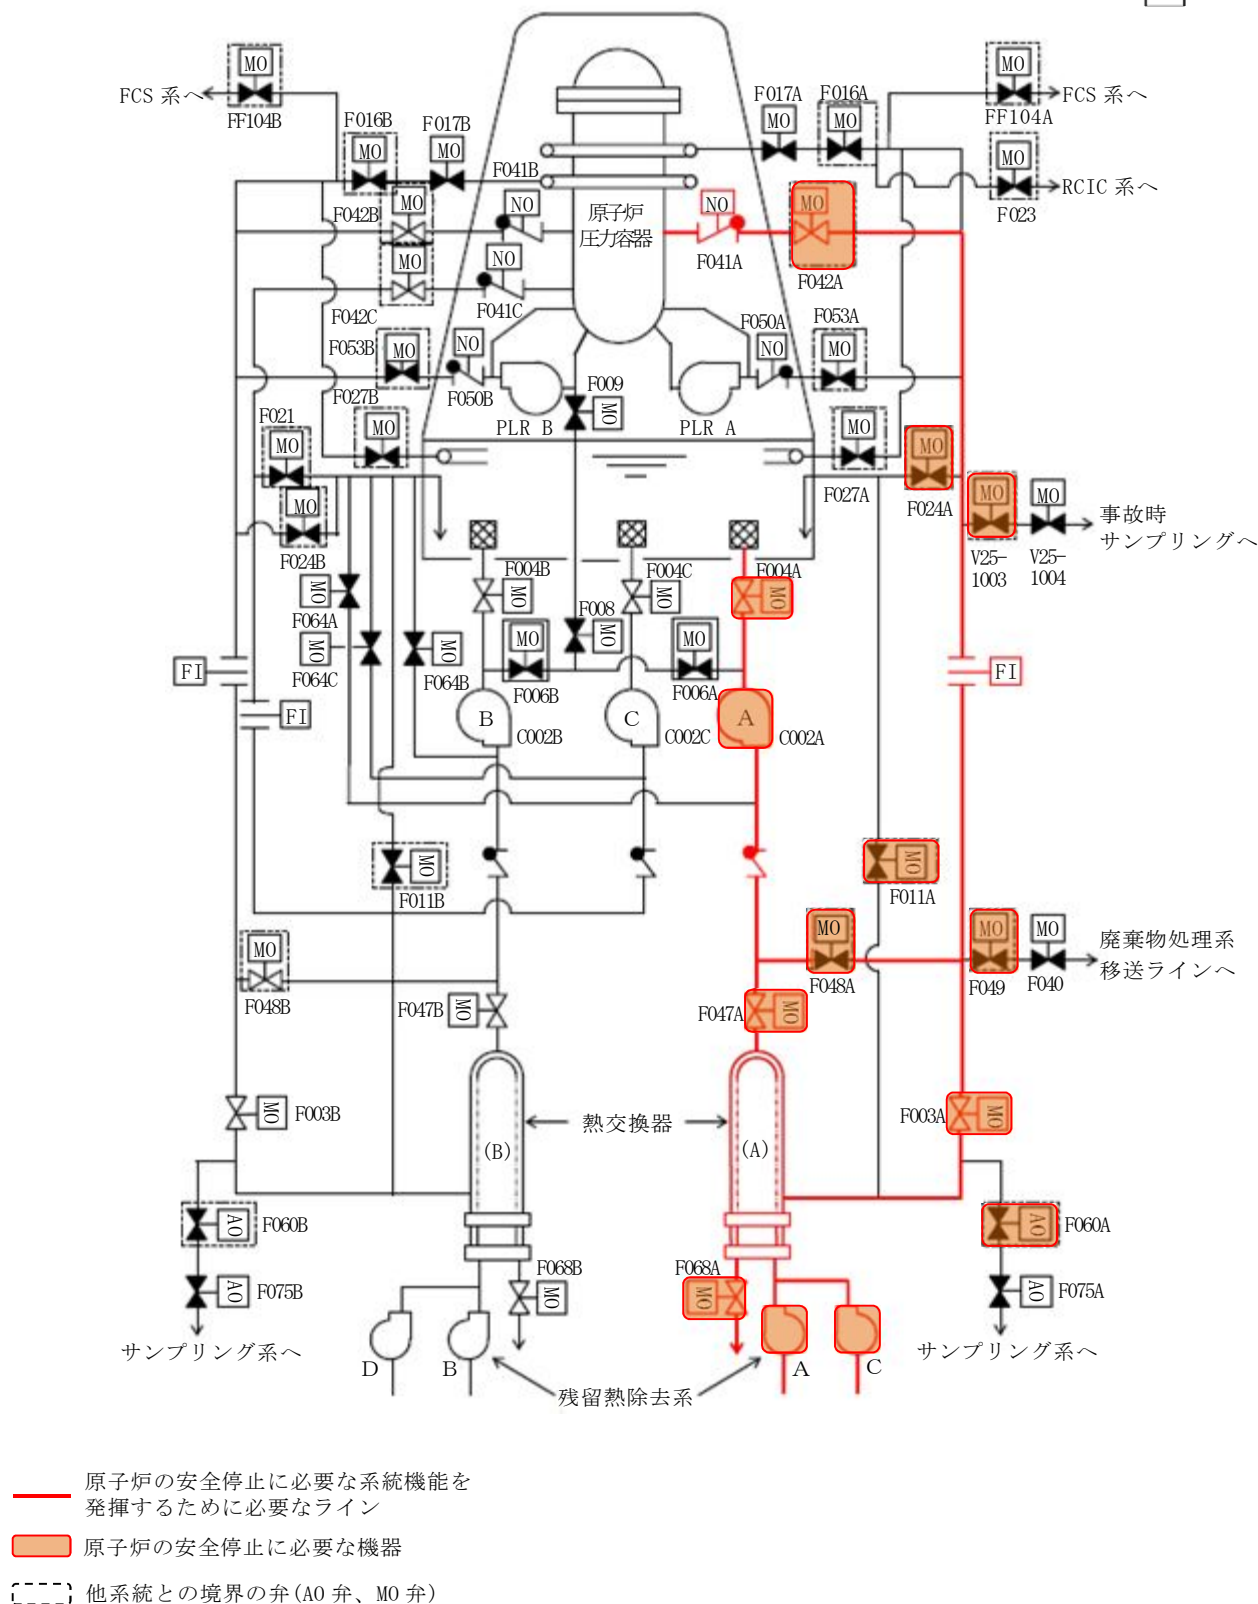 MO
MO
FCS 系へ
FF104B
F016B
F017B
MO
MO
F041B
F017A
F016A
MO
MO
FF104A
FCS 系へ
MO
RCIC 系へ
F023
F042B
MO
NO
原子炉
圧力容器
NO
F041A
MO
F042A
MO
NO
F042C
F041C
F053B
MO
NO
F050B
F050A
NO
F053A
MO
F027B
MO
F009
MO
PLR B
PLR A
F021
MO
MO
F024B
MO
F027A
MO
F024A
MO
V25-
1003
MO
V25-
1004
事故時
サンプリングへ
F004B
MO
F004C
MO
F004A
MO
MO
F064A
MO
F064C
MO
F064B
F008
MO
MO
F006B
MO
F006A
FI
FI
FI
B
C002B
C
C002C
A
C002A
MO
F011B
MO
F011A
MO
F048B
MO
F048A
MO
F049
MO
F040
廃棄物処理系
移送ラインへ
F047B
MO
F047A
MO
MO
F003B
熱交換器
F003A
MO
(B)
(A)
AO
F060B
AO
F060A
F068B
MO
F068A
MO
AO
F075B
AO
F075A
サンプリング系へ
サンプリング系へ
D
B
A
C
残留熱除去系
原子炉の安全停止に必要な系統機能を
発揮するために必要なライン
原子炉の安全停止に必要な機器
他系統との境界の弁(AO 弁、MO 弁)